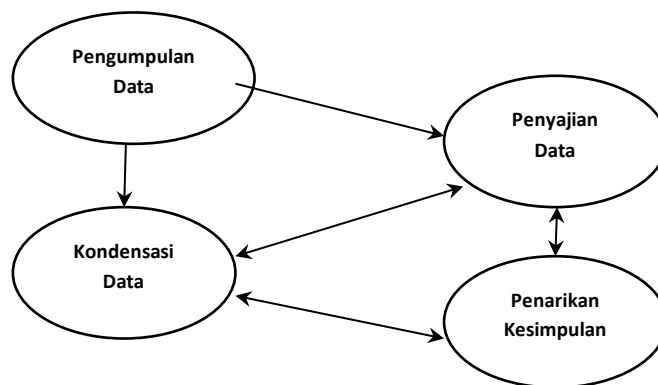 Pengumpulan
Data
Penyajian
Data
Kondensasi
Data
Penarikan
Kesimpulan